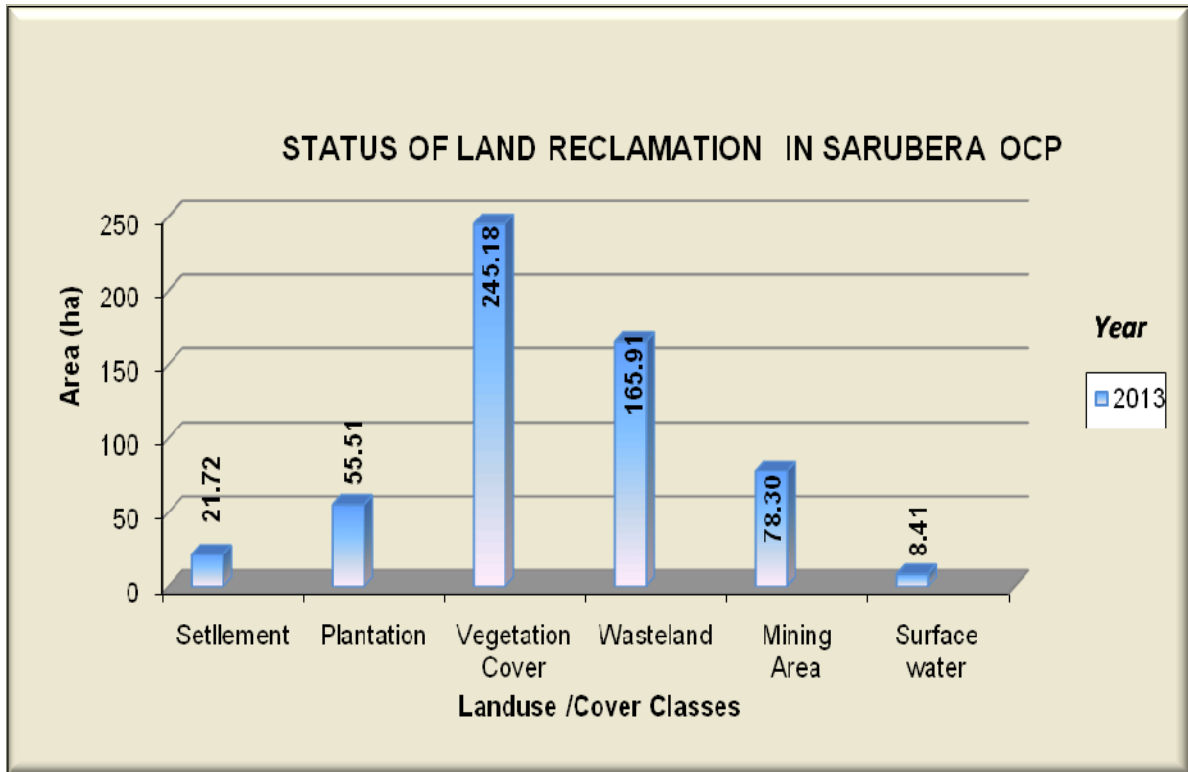 STATUS OF LAND RECLAMATION IN SARUBERA OCP
250
200
150
100
50
0
Area (ha)
21.72
55.51
245.18
165.91
78.30
8.41
Setllement
Plantation
Vegetation
Cover
Wasteland
Mining
Area
Surface
water
Landuse /Cover Classes
Year
2013